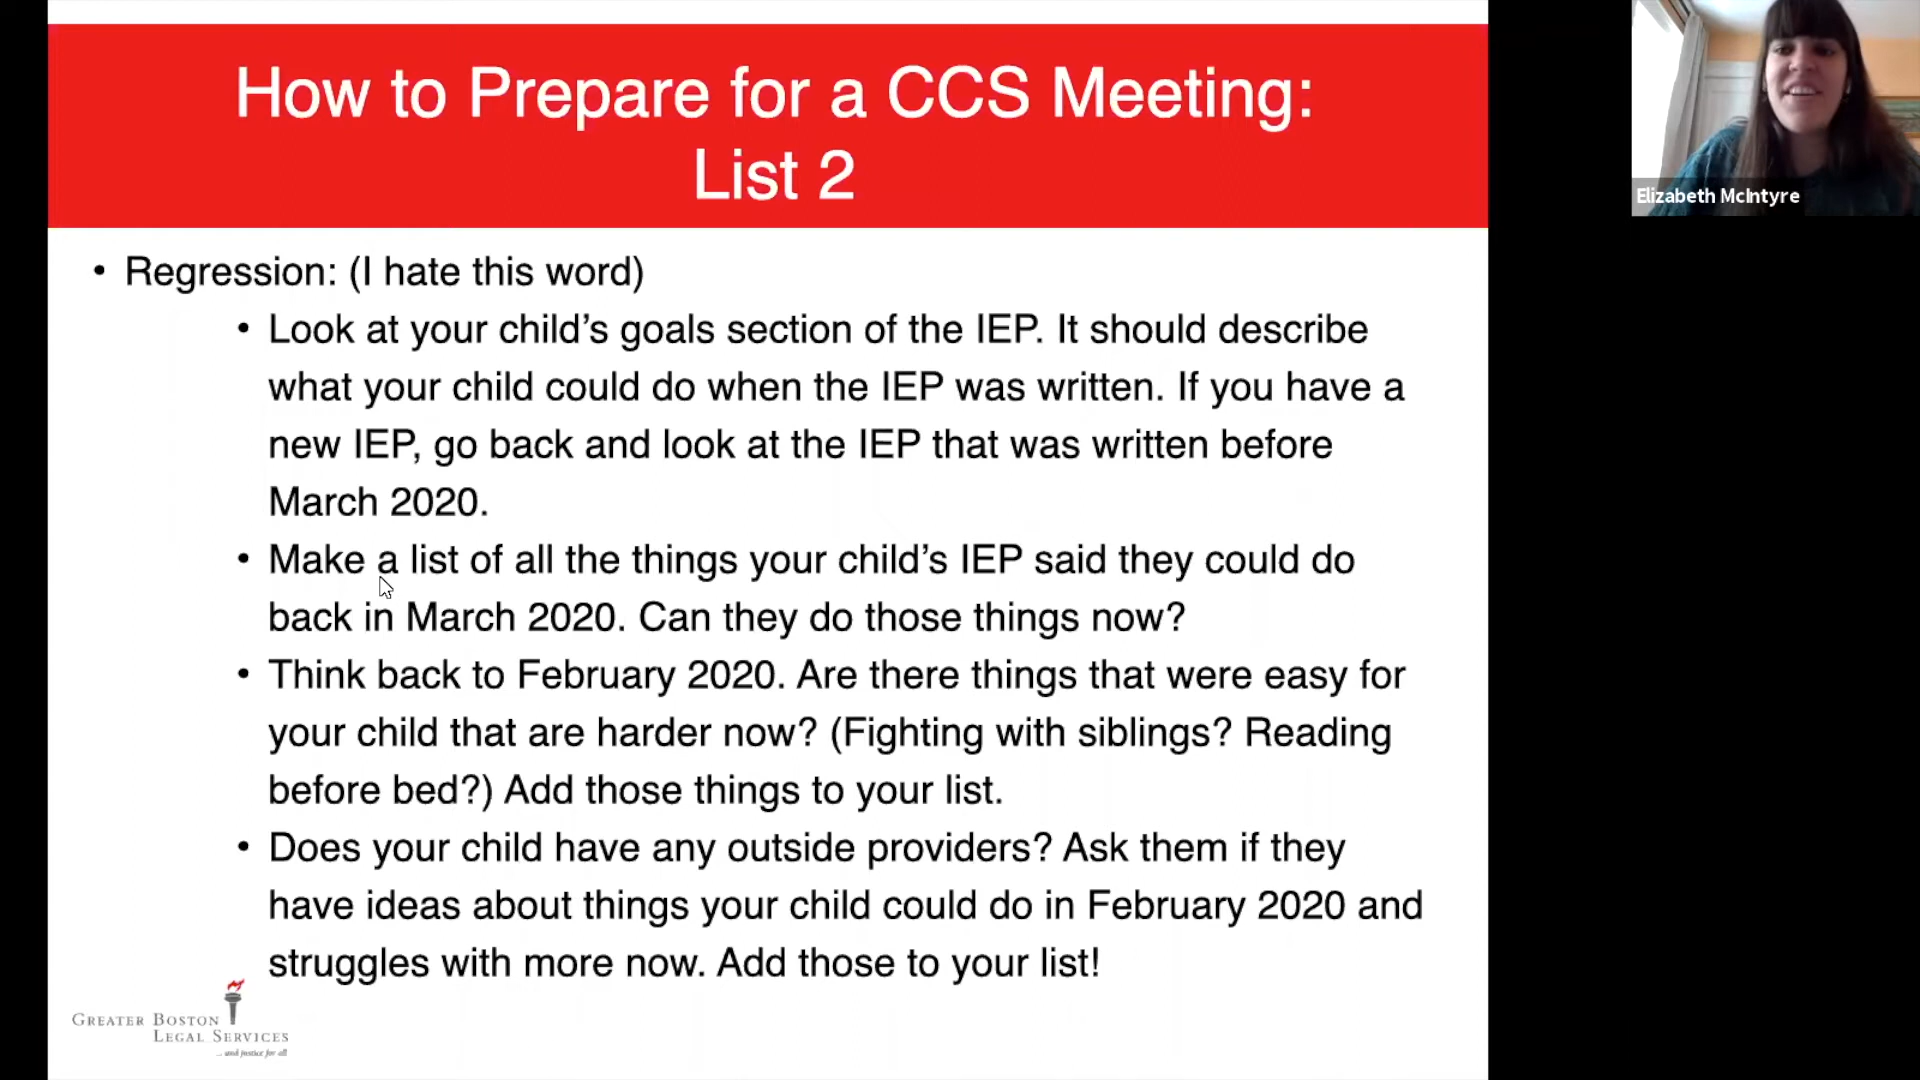 How to Prepare for a CCS Meeting:
List 2
Elizabeth McIntyre
• Regression: (I hate this word)
• Look at your child’s goals section of the IEP. It should describe
what your child could do when the IEP was written. If you have a
new IEP, go back and look at the IEP that was written before
March 2020.
• Make a list of all the things your child’s IEP said they could do
back in March 2020. Can they do those things now?
• Think back to February 2020. Are there things that were easy for
your child that are harder now? (Fighting with siblings? Reading
before bed?) Add those things to your list.
• Does your child have any outside providers? Ask them if they
have ideas about things your child could do in February 2020 and
struggles with more now. Add those to your list!
GREATER BOSTON
LEGAL SERVICES
... and justice for all